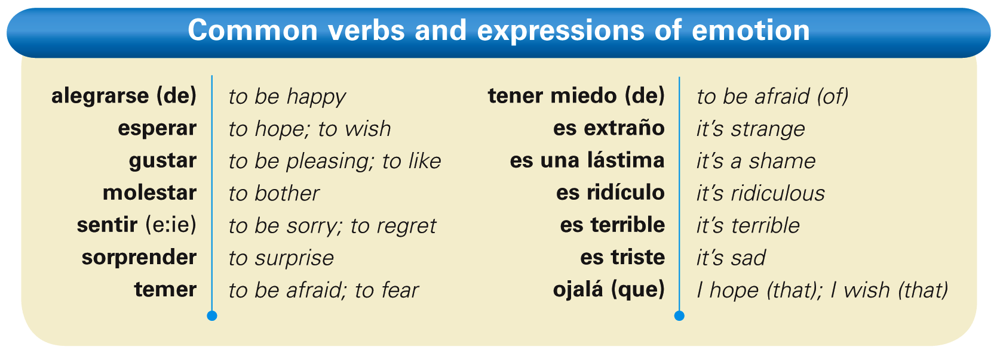 Common verbs and expressions of emotion
alegrarse (de) to be happy
esperar to hope; to wish
gustar to be pleasing; to like
molestar to bother
sentir (e:ie) to be sorry; to regret
sorprender to surprise
temer to be afraid; to fear
tener miedo (de) to be afraid (of)
es extraño it's strange
es una lástima it's a shame
es ridículo it's ridiculous
es terrible it's terrible
es triste it's sad
ojalá (que) I hope (that); I wish (that)